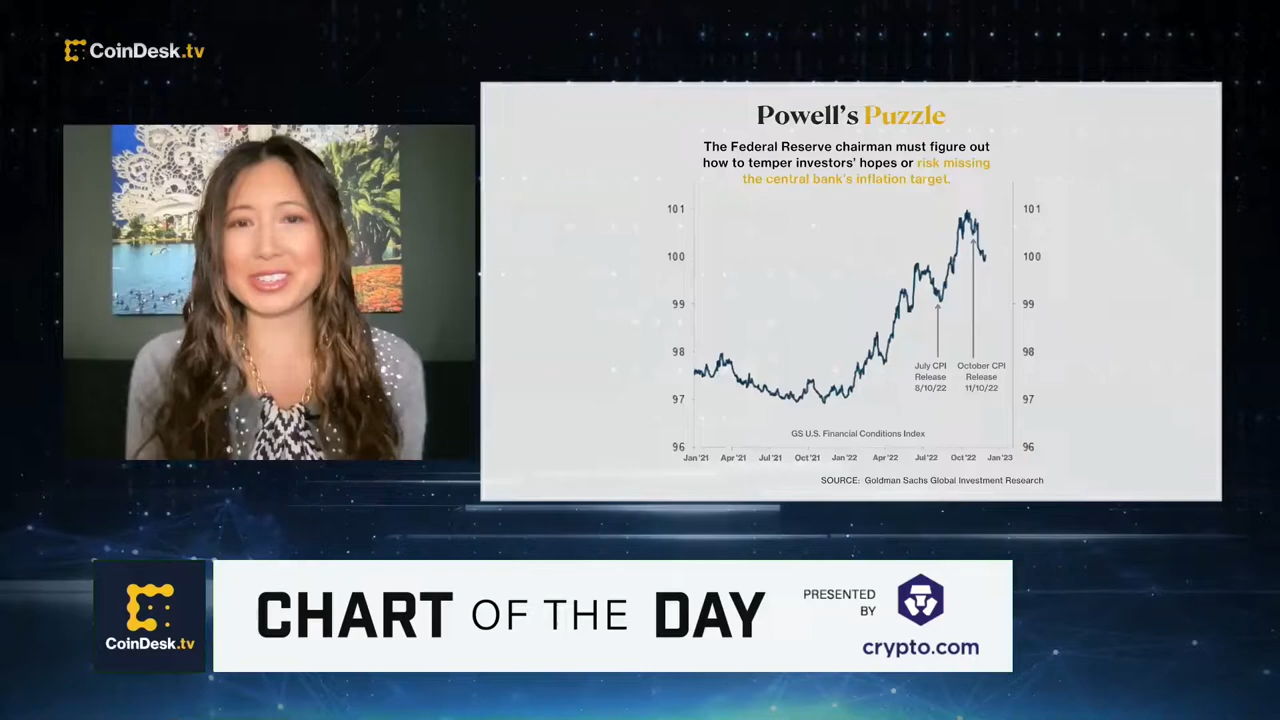 CoinDesk.tv
Powell's Puzzle
The Federal Reserve chairman must figure out
how to temper investors' hopes or risk missing
the central bank's inflation target.
101 101
100 100
99 99
98 98
97 97
96 96
July CPI
Release
8/10/22
October CPI
Release
11/10/22
GS U.S. Financial Conditions Index
Jan '21 Apr '21 Jul '21 Oct '21 Jan '22 Apr '22 Jul '22 Oct '22 Jan '23
SOURCE: Goldman Sachs Global Investment Research
CoinDesk.tv
CHART OF THE DAY
PRESENTED
BY
crypto.com